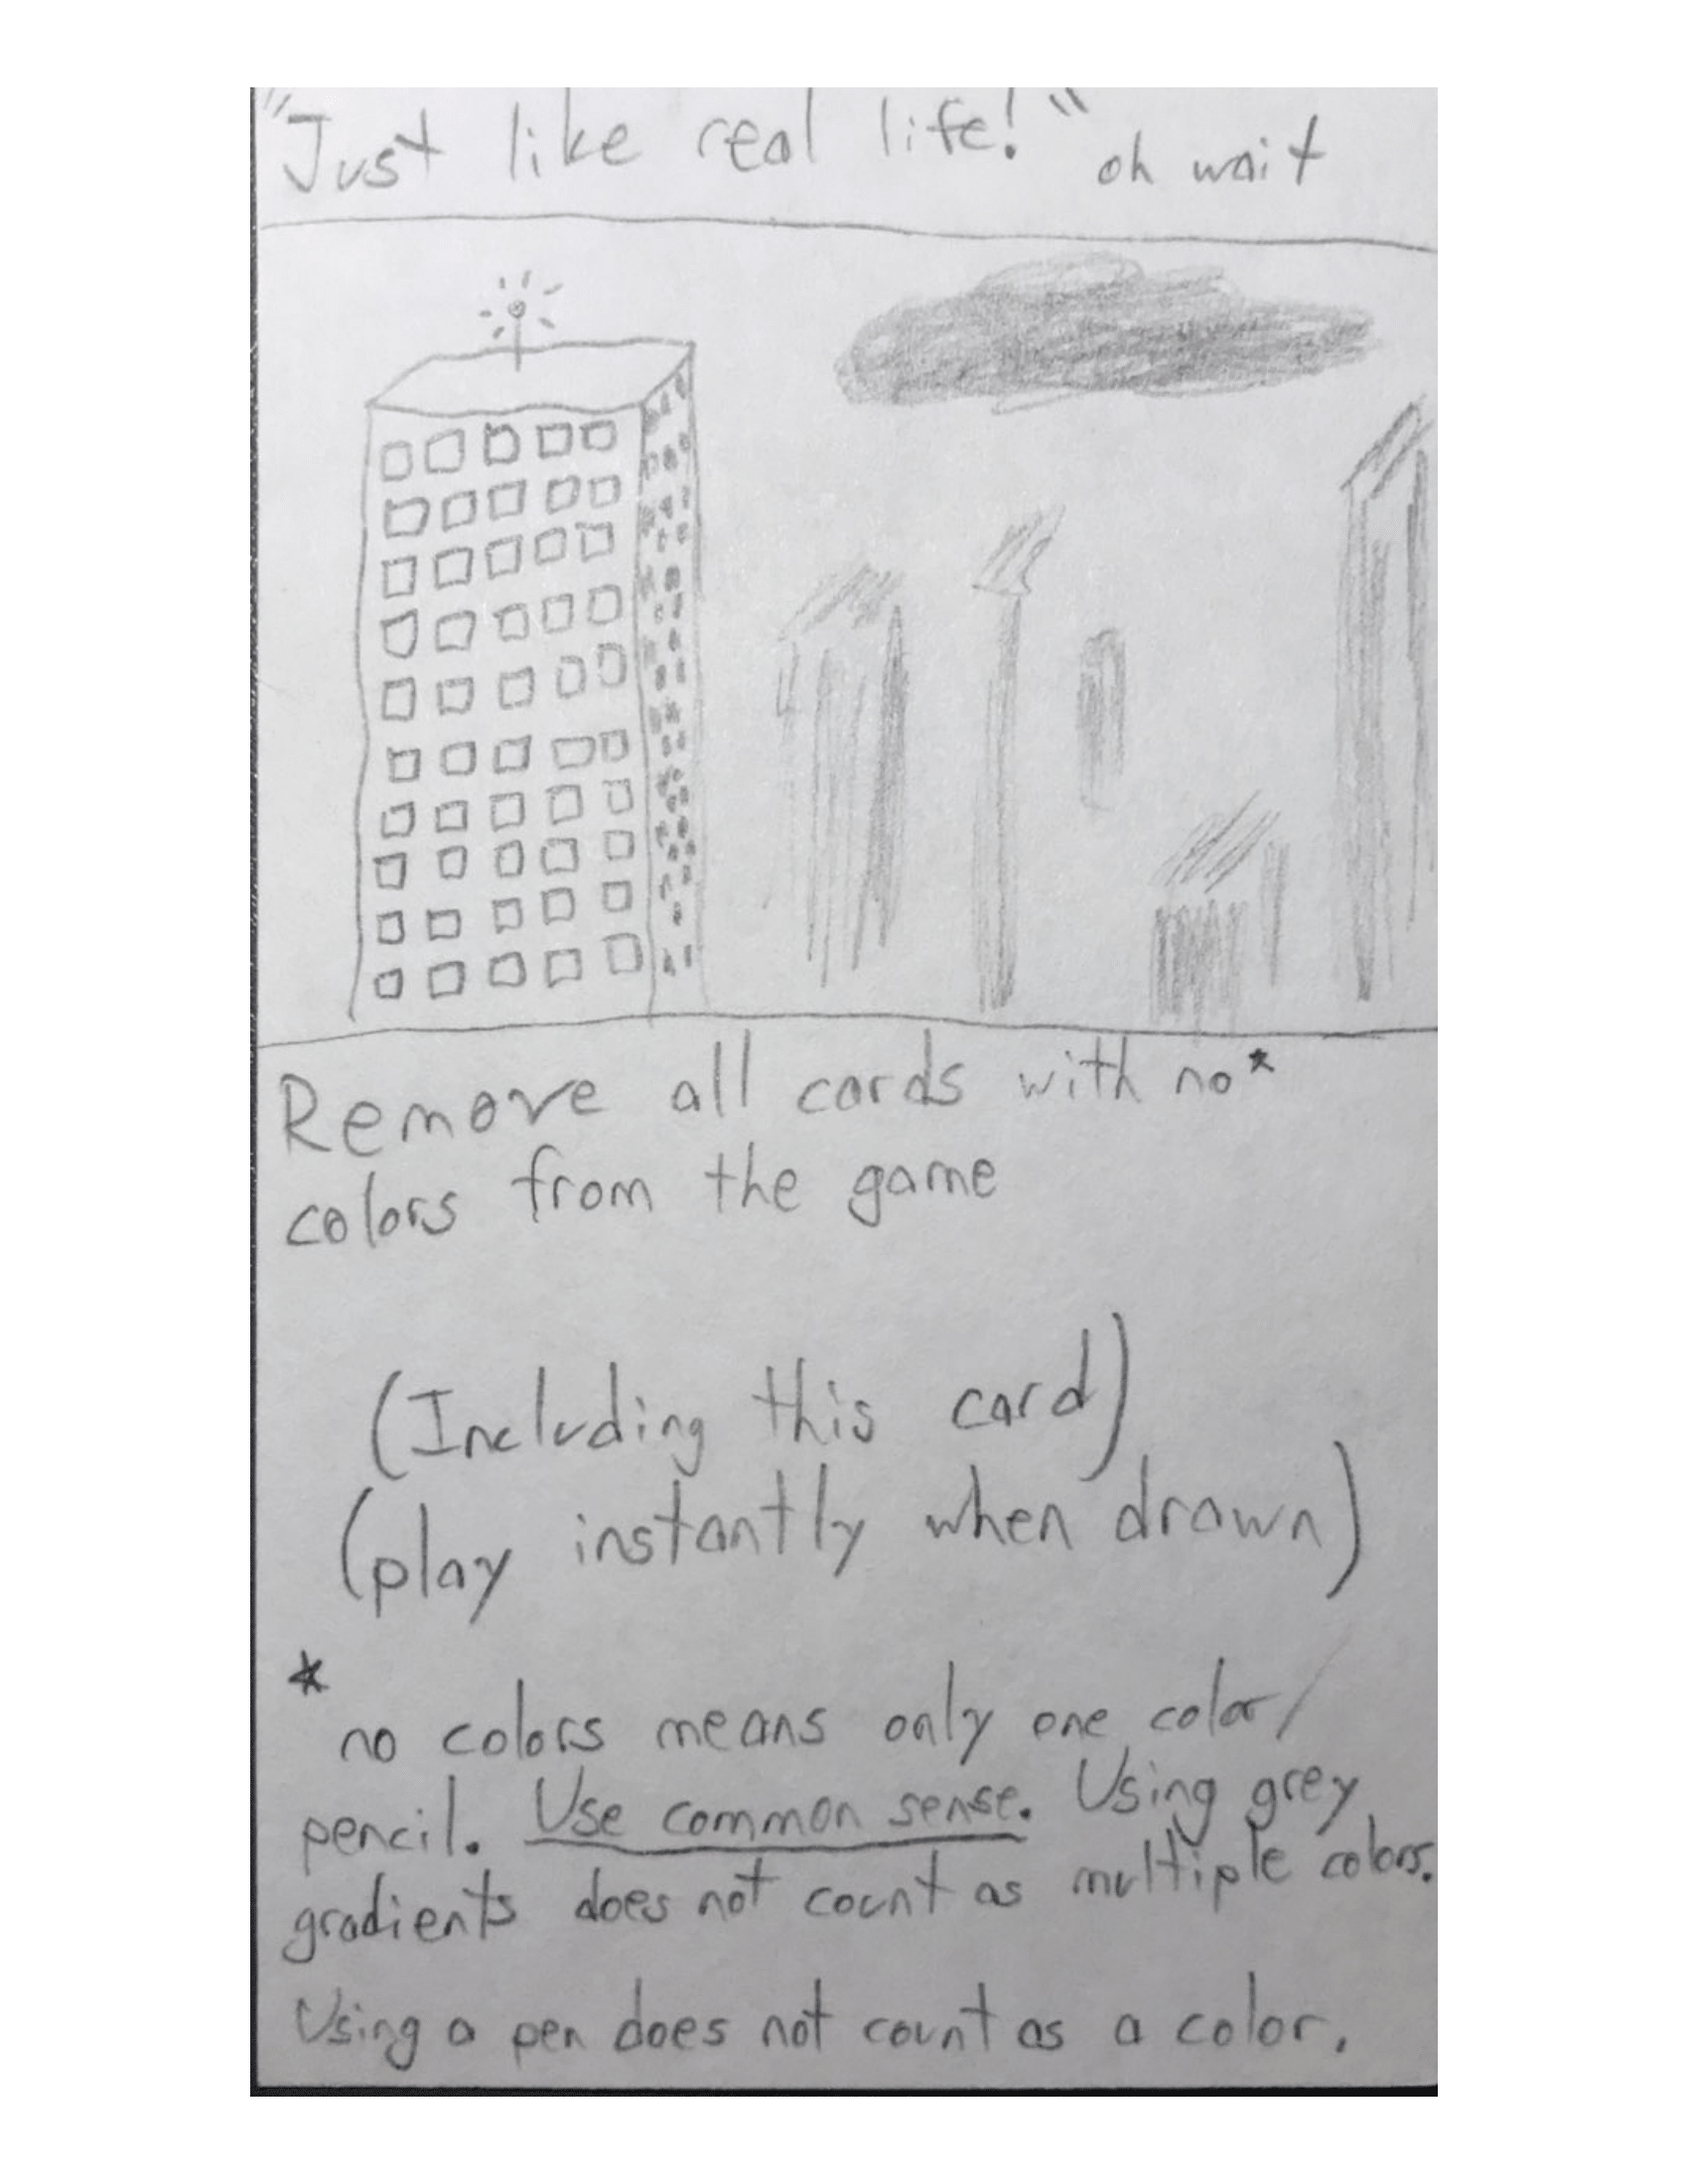 "Just like real life!" oh wait
Remove all cards with no*
colors from the game
(Including this card)
(play instantly when drawn)
*
no colors means only one color/
pencil. Use common sense. Using grey
gradients does not count as multiple colors.
Using a pen does not count as a color.